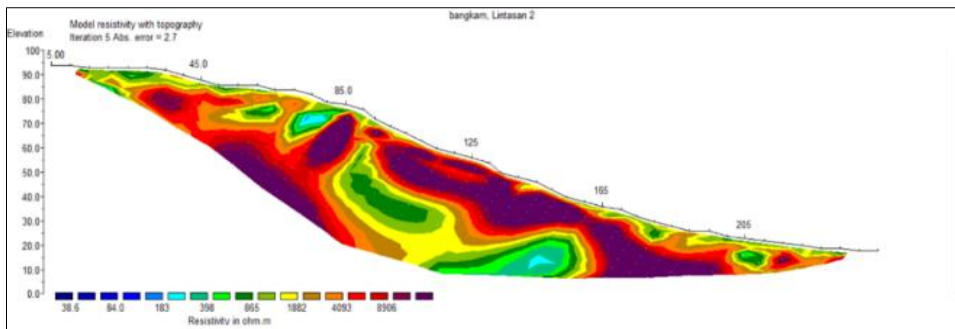 bangkam, Lintasan 2
Model resistivity with topography
Iteration 5 Abs. error = 2.7
Elevation
100
5.00
90.0
45.0
80.0
85.0
70.0
60.0
125
50.0
40.0
165
30.0
205
20.0
10.0
0.0
38.6 84.0 183 398 865 1882 4093 8906
Resistivity in ohm.m